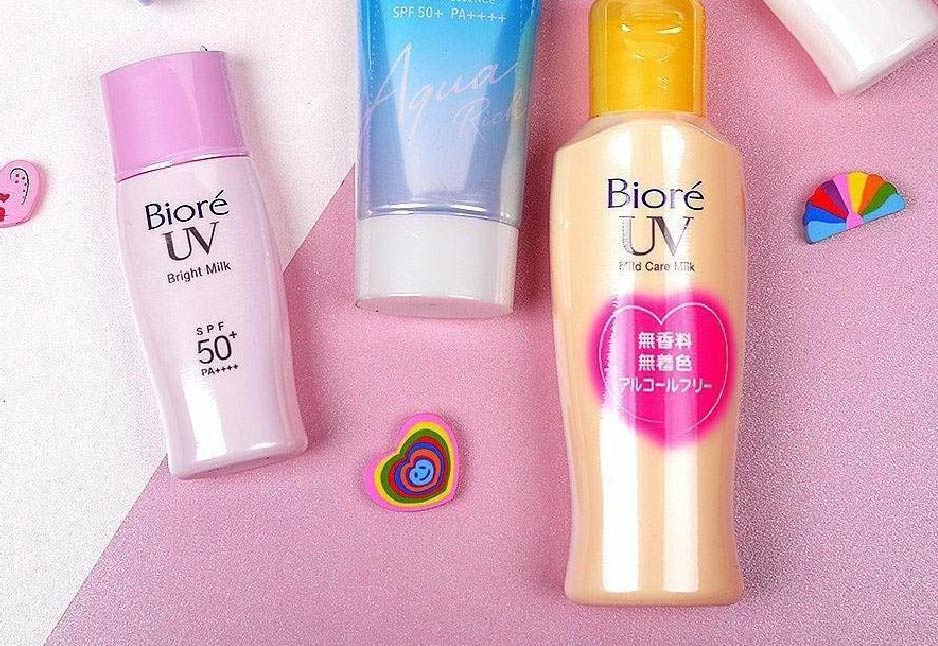 Bioré
UV
Bright Milk
SPF
50+
PA++++
SPF 50+ PA++++
Aqua
Rich
Bioré
UV
Mild Care Milk
無香料
無着色
アルコールフリー